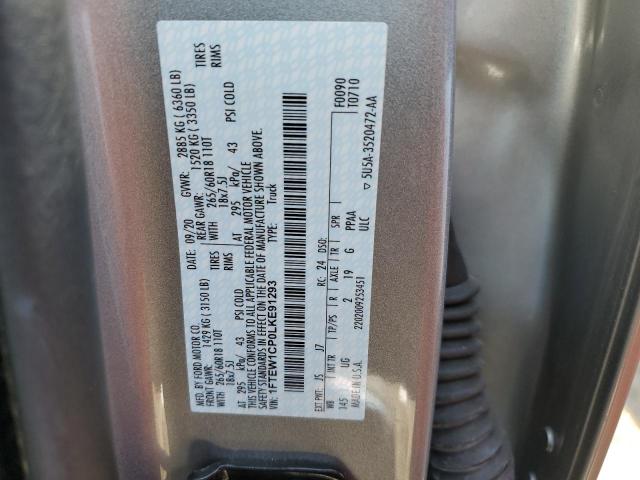 MFD. BY FORD MOTOR CO.
DATE: 09/20 GVWR: 2885 KG ( 6360 LB)
FRONT GAWR: 1429 KG ( 3150 LB) REAR GAWR: 1520 KG ( 3350 LB)
265/60R18 110T TIRES WITH 265/60R18 110T TIRES
18x7.5J RIMS 18x7.5J RIMS
AT 295 kPa/ 43 PSI COLD AT 295 kPa/ 43 PSI COLD
THIS VEHICLE CONFORMS TO ALL APPLICABLE FEDERAL MOTOR VEHICLE
SAFETY STANDARDS IN EFFECT ON THE DATE OF MANUFACTURE SHOWN ABOVE.
VIN: 1FTEW1CP0LKE91293 TYPE: Truck
F0090
T0710
EXT PNT: J5 J7 RC: 24 DSO:
WB INT TR TP/PS R AXLE TR SPR
145 UG 2 19 G PPAA
ULC
MADE IN U.S.A. 5U5A-3520472-AA